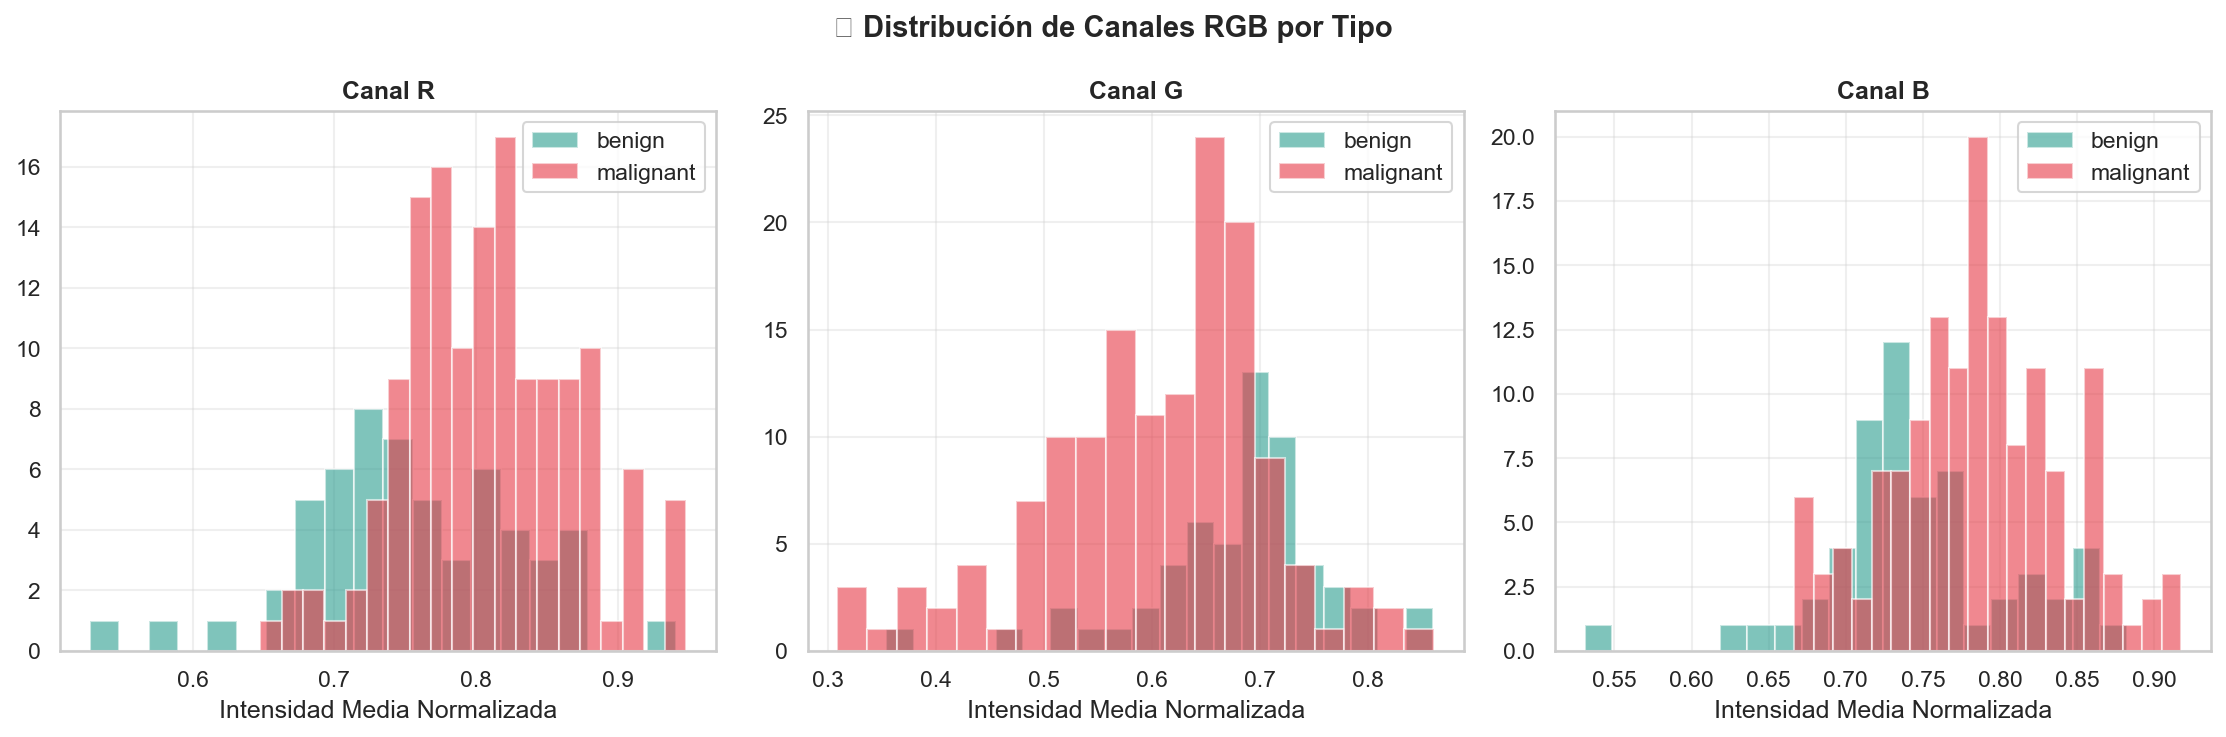 Distribución de Canales RGB por Tipo
Canal R
benign
malignant
16
14
12
10
8
6
4
2
0
0.6 0.7 0.8 0.9
Intensidad Media Normalizada
Canal G
benign
malignant
25
20
15
10
5
0
0.3 0.4 0.5 0.6 0.7 0.8
Intensidad Media Normalizada
Canal B
benign
malignant
20.0
17.5
15.0
12.5
10.0
7.5
5.0
2.5
0.0
0.55 0.60 0.65 0.70 0.75 0.80 0.85 0.90
Intensidad Media Normalizada